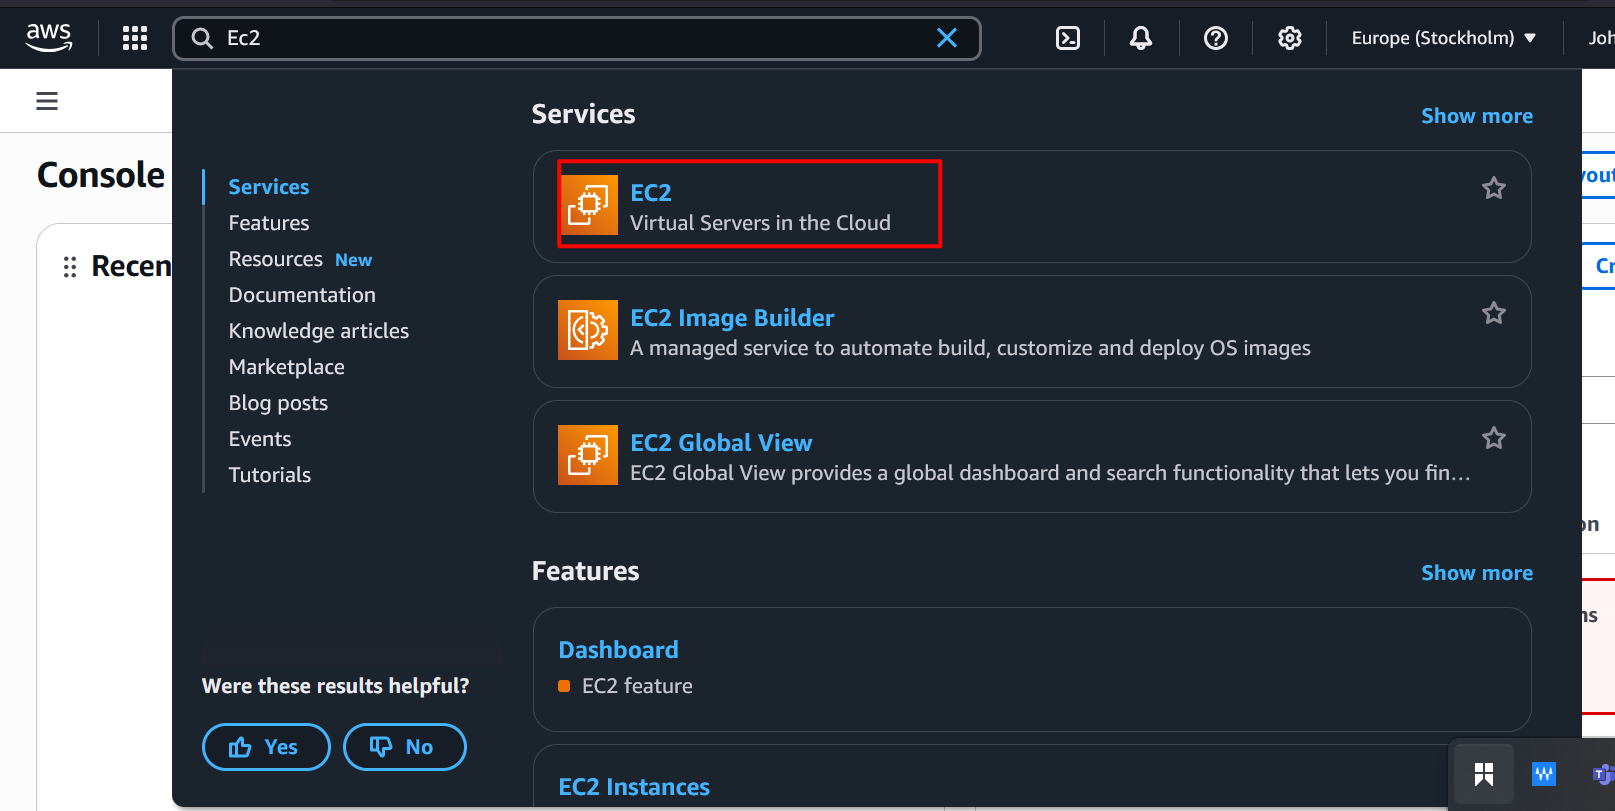 aws
Ec2
Europe (Stockholm)
Joh
Console
Recen
Services
Features
Resources New
Documentation
Knowledge articles
Marketplace
Blog posts
Events
Tutorials
Were these results helpful?
Yes
No
Services
Show more
EC2
Virtual Servers in the Cloud
EC2 Image Builder
A managed service to automate build, customize and deploy OS images
EC2 Global View
EC2 Global View provides a global dashboard and search functionality that lets you fin...
Features
Show more
Dashboard
EC2 feature
EC2 Instances
yout
Cr
on
ns